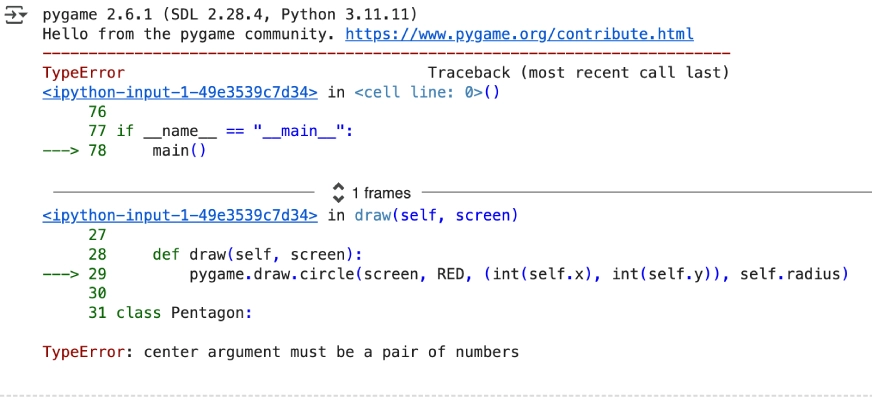 pygame 2.6.1 (SDL 2.28.4, Python 3.11.11)
Hello from the pygame community. https://www.pygame.org/contribute.html
---------------------------------------------------------------------------
TypeError                                 Traceback (most recent call last)
<ipython-input-1-49e3539c7d34> in <cell line: 0>()
     76 
     77 if __name__ == "__main__":
---> 78     main()
1 frames
<ipython-input-1-49e3539c7d34> in draw(self, screen)
     27 
     28     def draw(self, screen):
---> 29         pygame.draw.circle(screen, RED, (int(self.x), int(self.y)), self.radius)
     30 
     31 class Pentagon:
TypeError: center argument must be a pair of numbers